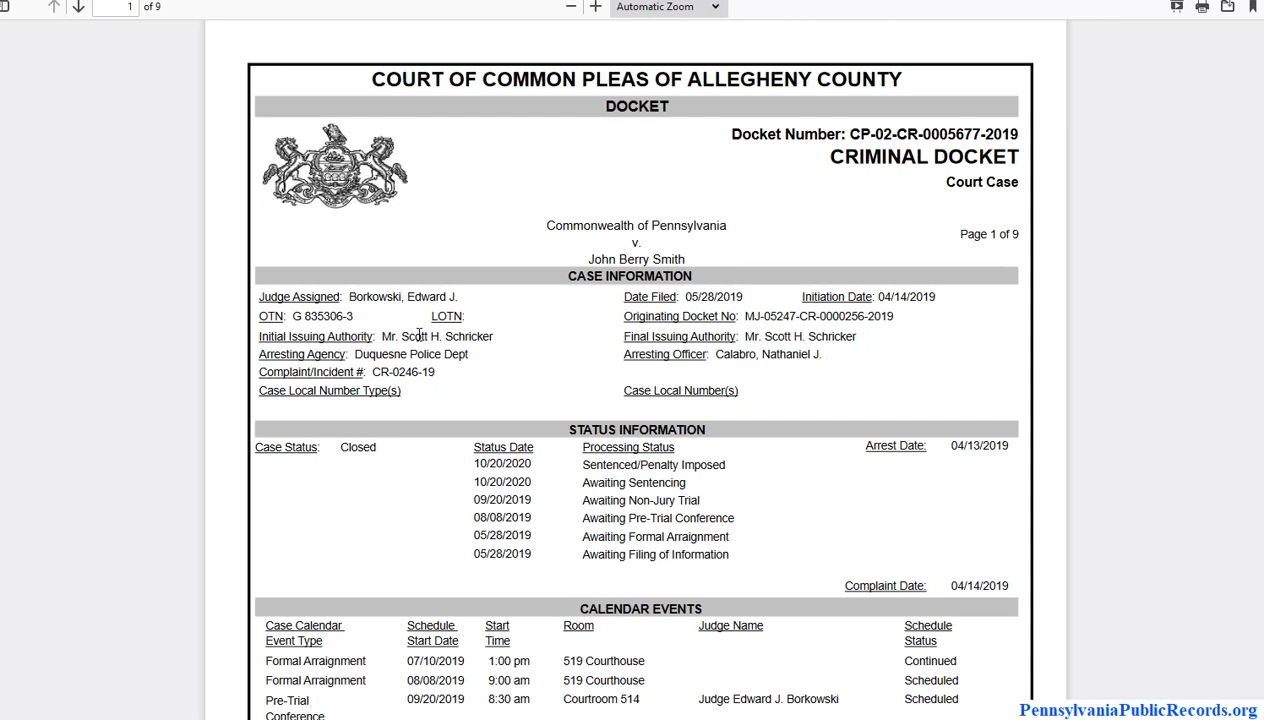 1 of 9 Automatic Zoom
COURT OF COMMON PLEAS OF ALLEGHENY COUNTY
DOCKET
Docket Number: CP-02-CR-0005677-2019
CRIMINAL DOCKET
Court Case
Commonwealth of Pennsylvania
v.
John Berry Smith
Page 1 of 9
CASE INFORMATION
Judge Assigned: Borkowski, Edward J. Date Filed: 05/28/2019 Initiation Date: 04/14/2019
OTN: G 835306-3 LOTN: Originating Docket No: MJ-05247-CR-0000256-2019
Initial Issuing Authority: Mr. Scott H. Schricker Final Issuing Authority: Mr. Scott H. Schricker
Arresting Agency: Duquesne Police Dept Arresting Officer: Calabro, Nathaniel J.
Complaint/Incident #: CR-0246-19
Case Local Number Type(s) Case Local Number(s)
STATUS INFORMATION
Case Status: Closed Status Date Processing Status Arrest Date: 04/13/2019
10/20/2020 Sentenced/Penalty Imposed
10/20/2020 Awaiting Sentencing
09/20/2019 Awaiting Non-Jury Trial
08/08/2019 Awaiting Pre-Trial Conference
05/28/2019 Awaiting Formal Arraignment
05/28/2019 Awaiting Filing of Information
Complaint Date: 04/14/2019
CALENDAR EVENTS
Case Calendar Schedule Start Room Judge Name Schedule
Event Type Start Date Time Status
Formal Arraignment 07/10/2019 1:00 pm 519 Courthouse Continued
Formal Arraignment 08/08/2019 9:00 am 519 Courthouse Scheduled
Pre-Trial 09/20/2019 8:30 am Courtroom 514 Judge Edward J. Borkowski Scheduled
Conference
PennsylvaniaPublicRecords.org